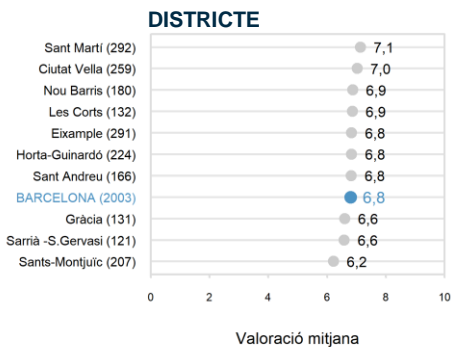 DISTRICTE
Sant Martí (292) 7,1
Ciutat Vella (259) 7,0
Nou Barris (180) 6,9
Les Corts (132) 6,9
Eixample (291) 6,8
Horta-Guinardó (224) 6,8
Sant Andreu (166) 6,8
BARCELONA (2003) 6,8
Gràcia (131) 6,6
Sarrià -S.Gervasi (121) 6,6
Sants-Montjuïc (207) 6,2
0 2 4 6 8 10
Valoració mitjana